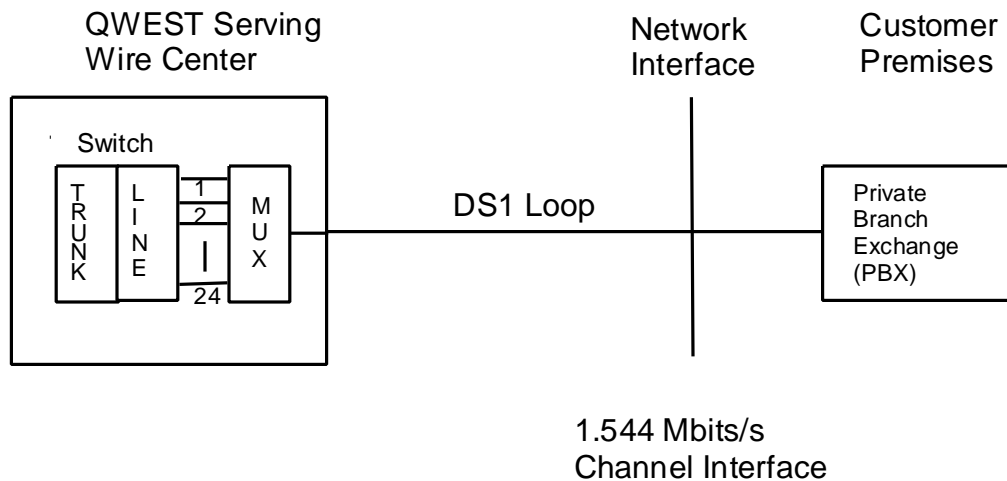 QWEST Serving
Wire Center
Network
Interface
Customer
Premises
Switch
TRUNK
LINE
1
2
24
MUX
DS1 Loop
Private
Branch
Exchange
(PBX)
1.544 Mbits/s
Channel Interface